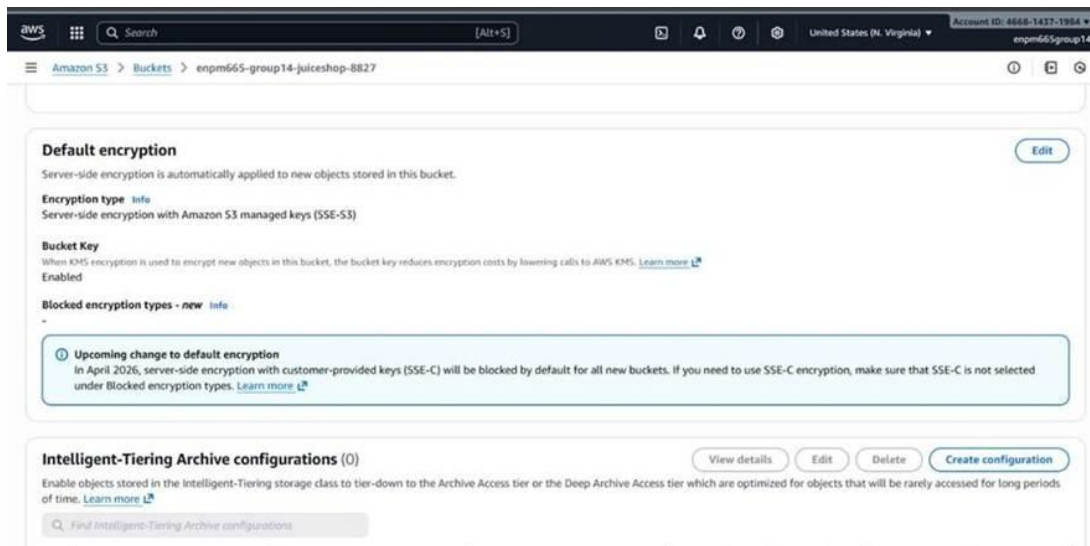 aws
Search
[Alt+S]
United States (N. Virginia)
Account ID: 4668-1437-1984
enpm665group14
Amazon S3 > Buckets > enpm665-group14-juiceshop-8827
Default encryption
Edit
Server-side encryption is automatically applied to new objects stored in this bucket.
Encryption type Info
Server-side encryption with Amazon S3 managed keys (SSE-S3)
Bucket Key
When KMS encryption is used to encrypt new objects in this bucket, the bucket key reduces encryption costs by lowering calls to AWS KMS. Learn more
Enabled
Blocked encryption types - new Info
-
Upcoming change to default encryption
In April 2026, server-side encryption with customer-provided keys (SSE-C) will be blocked by default for all new buckets. If you need to use SSE-C encryption, make sure that SSE-C is not selected
under Blocked encryption types. Learn more
Intelligent-Tiering Archive configurations (0)
View details
Edit
Delete
Create configuration
Enable objects stored in the Intelligent-Tiering storage class to tier-down to the Archive Access tier or the Deep Archive Access tier which are optimized for objects that will be rarely accessed for long periods
of time. Learn more
Find Intelligent-Tiering Archive configurations